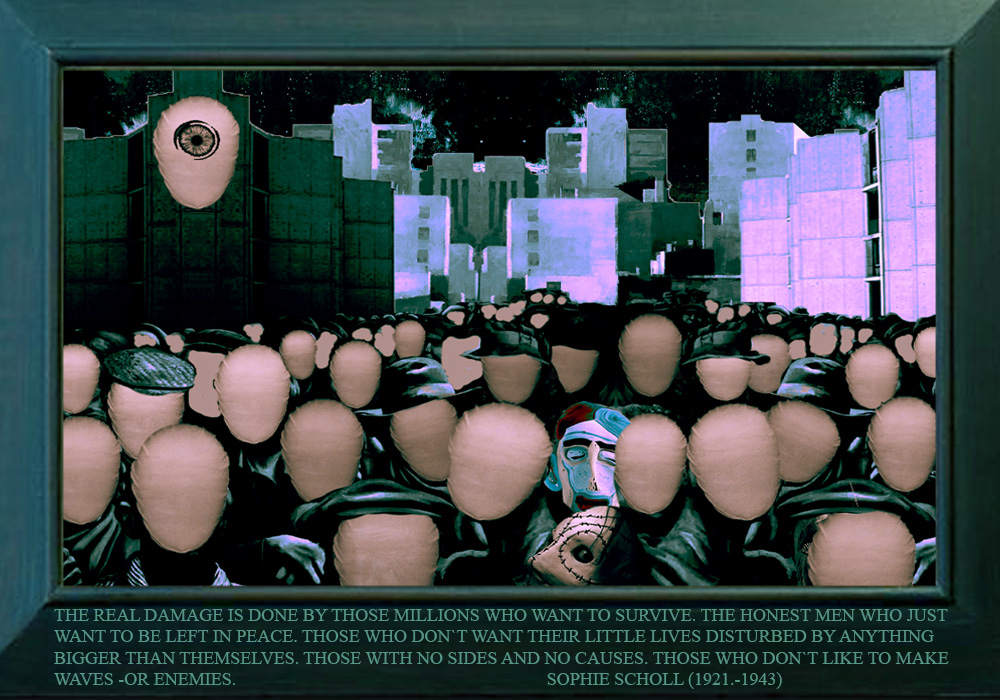 THE REAL DAMAGE IS DONE BY THOSE MILLIONS WHO WANT TO SURVIVE. THE HONEST MEN WHO JUST
WANT TO BE LEFT IN PEACE. THOSE WHO DON`T WANT THEIR LITTLE LIVES DISTURBED BY ANYTHING
BIGGER THAN THEMSELVES. THOSE WITH NO SIDES AND NO CAUSES. THOSE WHO DON`T LIKE TO MAKE
WAVES -OR ENEMIES. SOPHIE SCHOLL (1921.-1943)